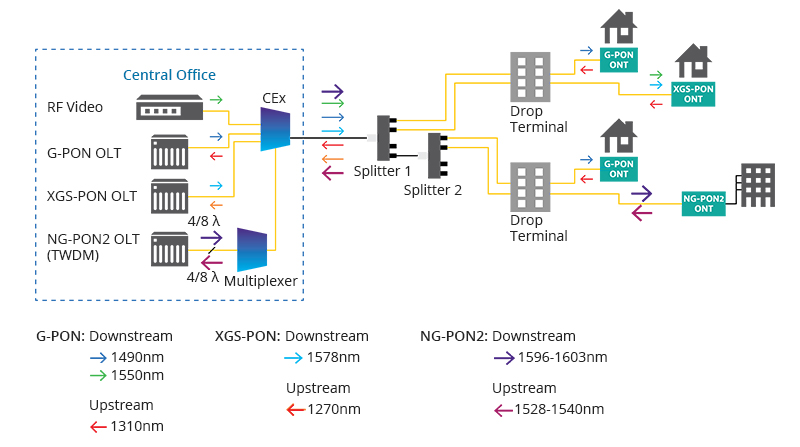 Central Office
CEx
RF Video
G-PON OLT
XGS-PON OLT
4/8 λ
NG-PON2 OLT
(TWDM)
4/8 λ
Multiplexer
Splitter 1
Splitter 2
Drop
Terminal
G-PON
ONT
XGS-PON
ONT
Drop
Terminal
G-PON
ONT
NG-PON2
ONT
G-PON: Downstream
1490nm
1550nm
Upstream
1310nm
XGS-PON: Downstream
1578nm
Upstream
1270nm
NG-PON2: Downstream
1596-1603nm
Upstream
1528-1540nm